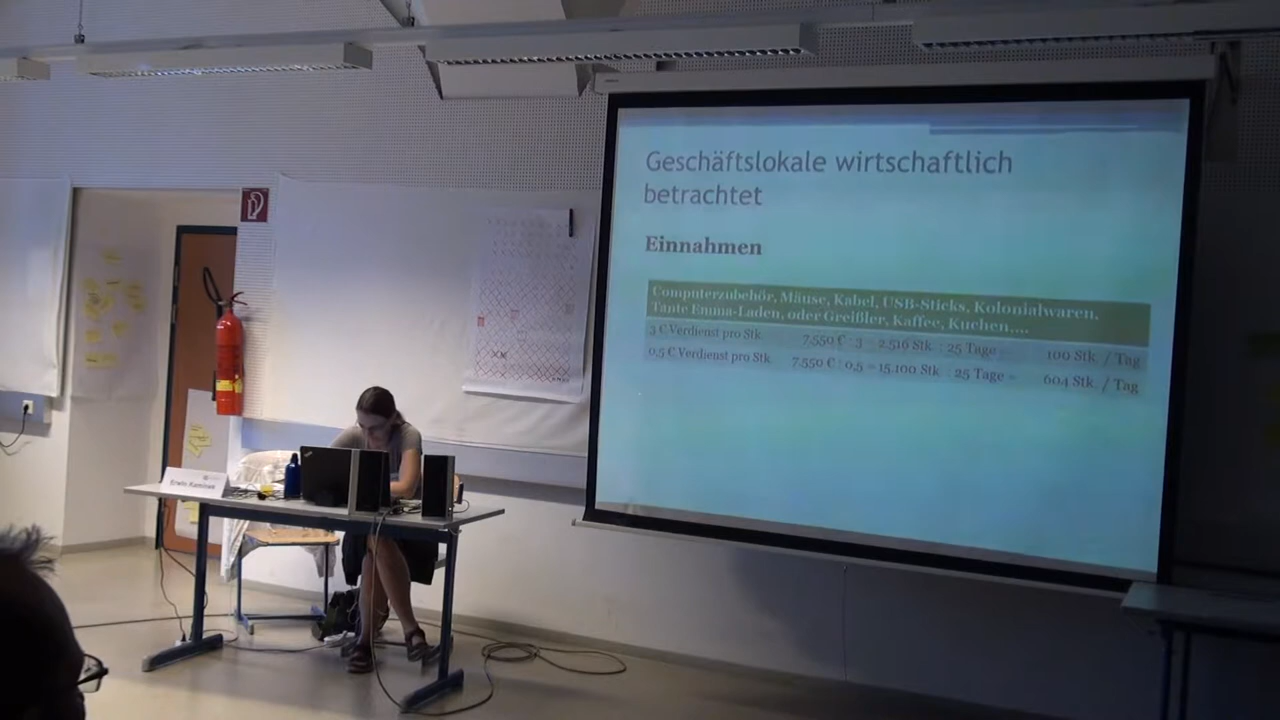 Geschäftslokale wirtschaftlich
betrachtet
Einnahmen
Computerzubehör, Mäuse, Kabel, USB-Sticks, Kolonialwaren,
Tante Emma-Laden, oder Greißler, Kaffee, Kuchen,...
3 € Verdienst pro Stk 7.550 € : 3 = 2.516 Stk : 25 Tage = 100 Stk. / Tag
0,5 € Verdienst pro Stk 7.550 € : 0,5 = 15.100 Stk : 25 Tage = 604 Stk. / Tag
Erwin Kaminek